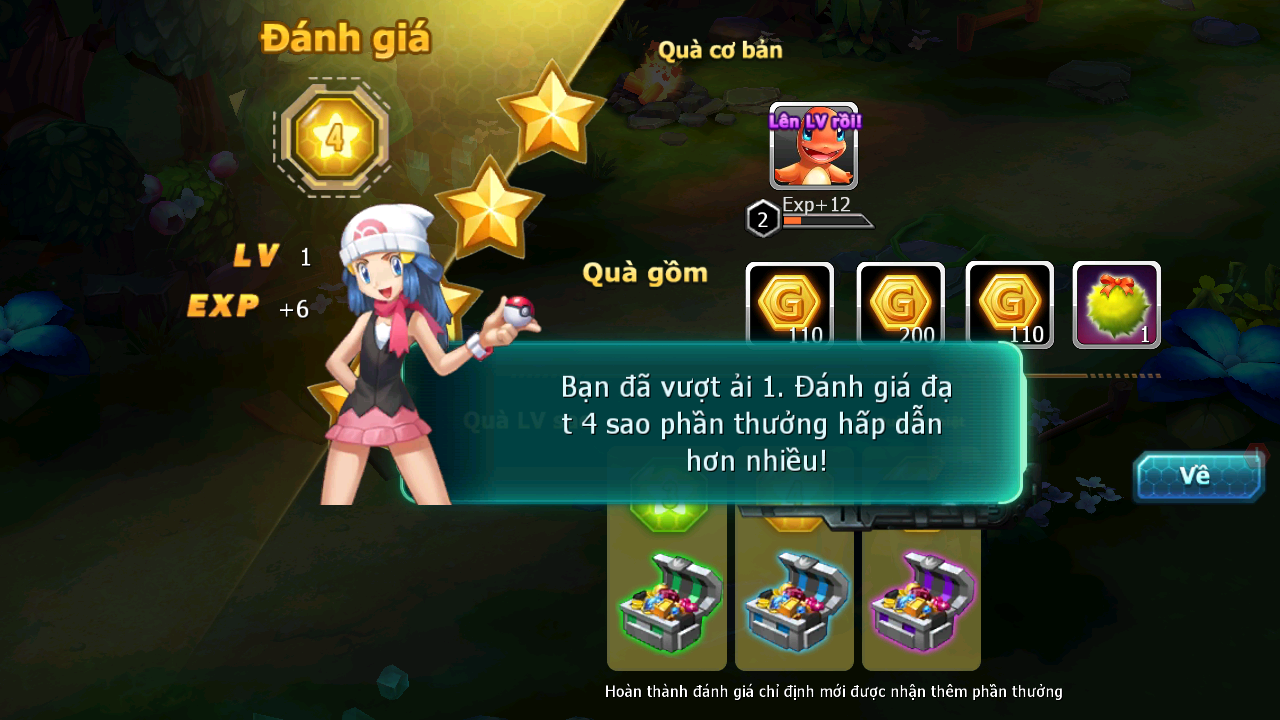 Đánh giá
4
LV 1
EXP +6
Quà cơ bản
Lên LV rồi!
2
Exp+12
Quà gồm
110
200
110
1
Bạn đã vượt ải 1. Đánh giá đạ
t 4 sao phần thưởng hấp dẫn
hơn nhiều!
Quà LV
Về
Hoàn thành đánh giá chỉ định mới được nhận thêm phần thưởng